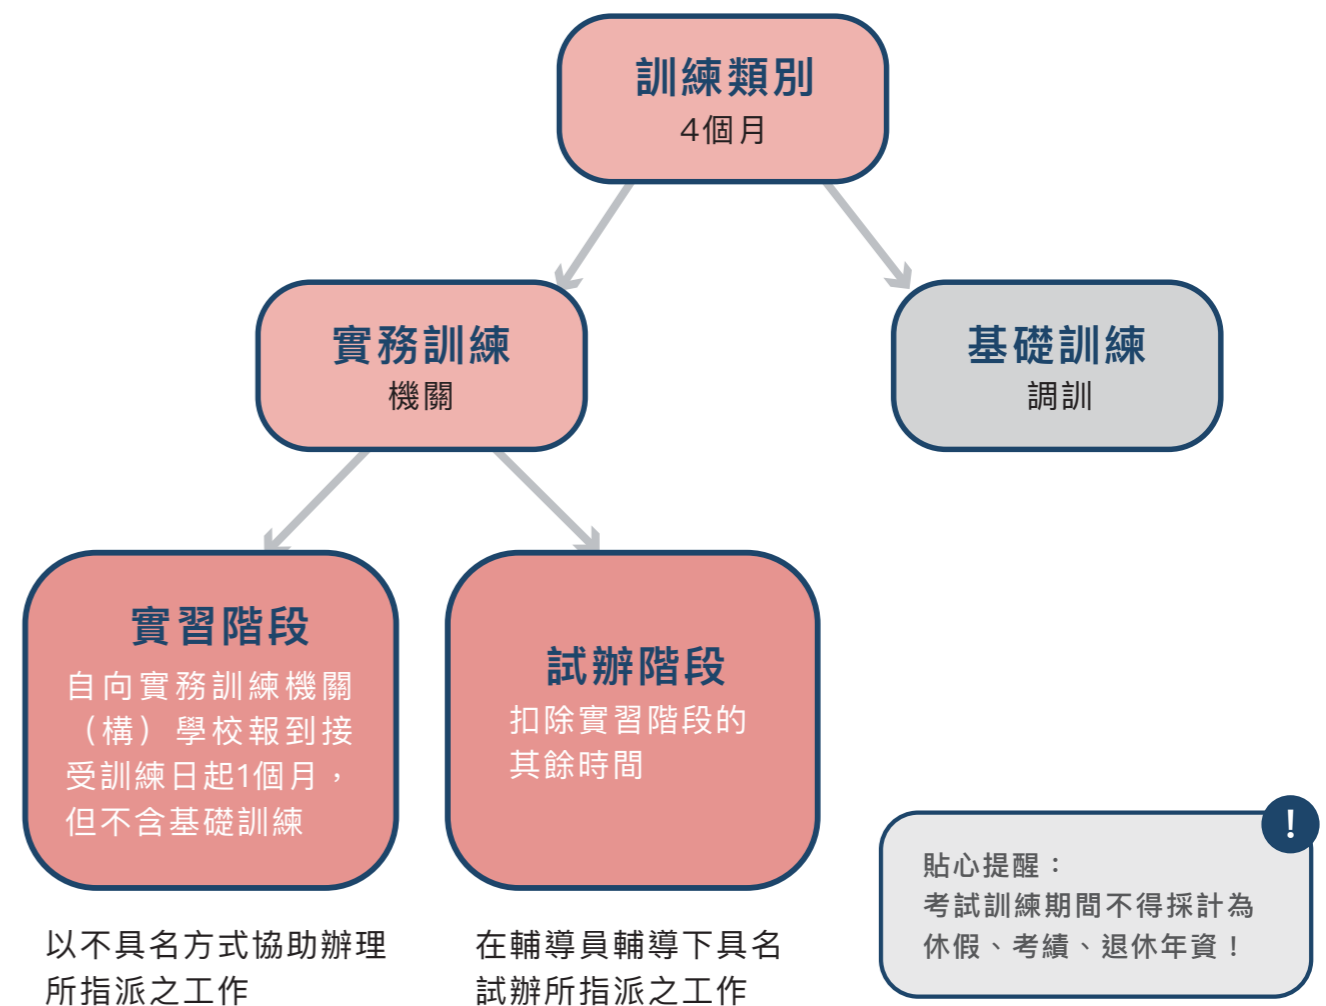 訓練類別
4個月
實務訓練
機關
基礎訓練
調訓
實習階段
自向實務訓練機關
（構）學校報到接
受訓練日起1個月，
但不含基礎訓練
以不具名方式協助辦理
所指派之工作
試辦階段
扣除實習階段的
其餘時間
在輔導員輔導下具名
試辦所指派之工作
!
貼心提醒：
考試訓練期間不得採計為
休假、考績、退休年資！